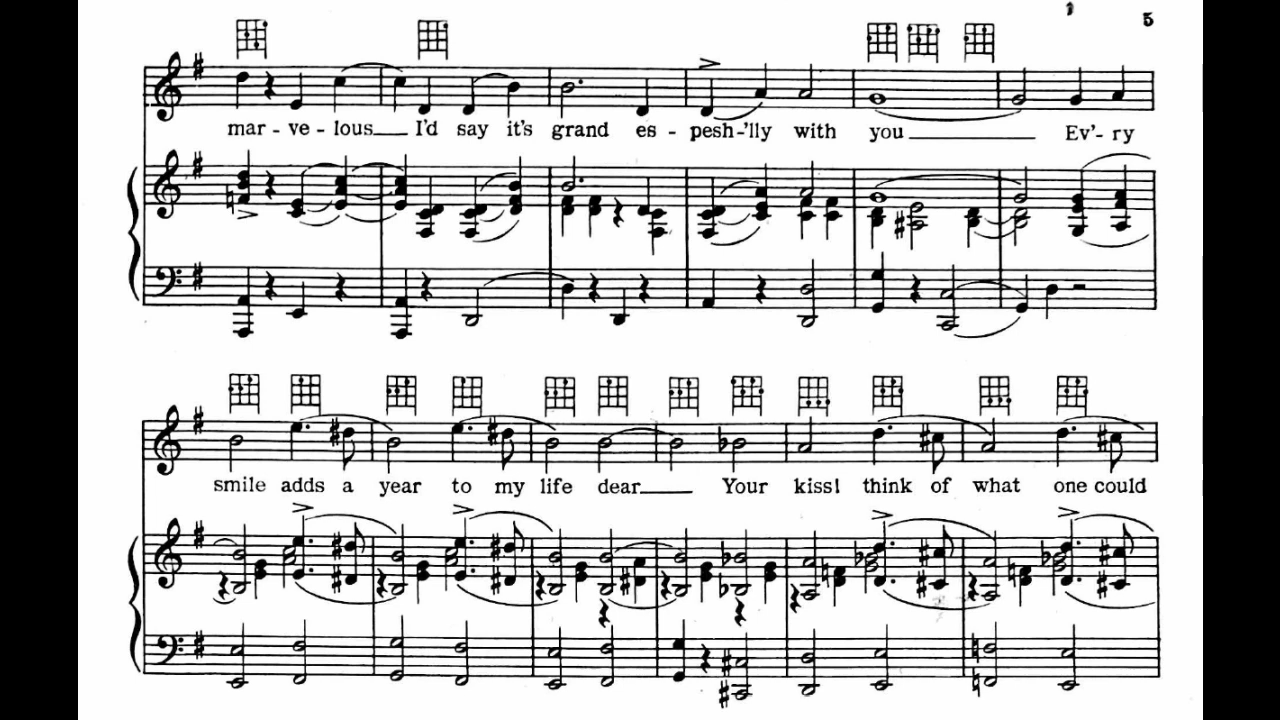 5
mar - ve - lous I'd say it's grand es - pesh-'lly with you Ev'- ry
smile adds a year to my life dear Your kiss! think of what one could